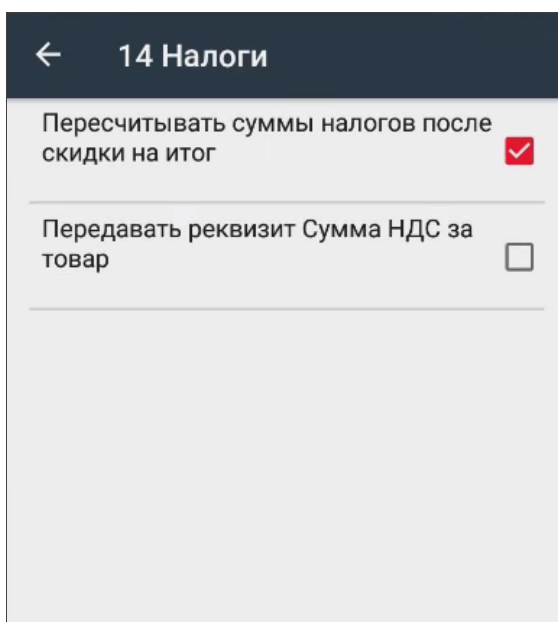 14 Налоги
Пересчитывать суммы налогов после
скидки на итог
Передавать реквизит Сумма НДС за
товар